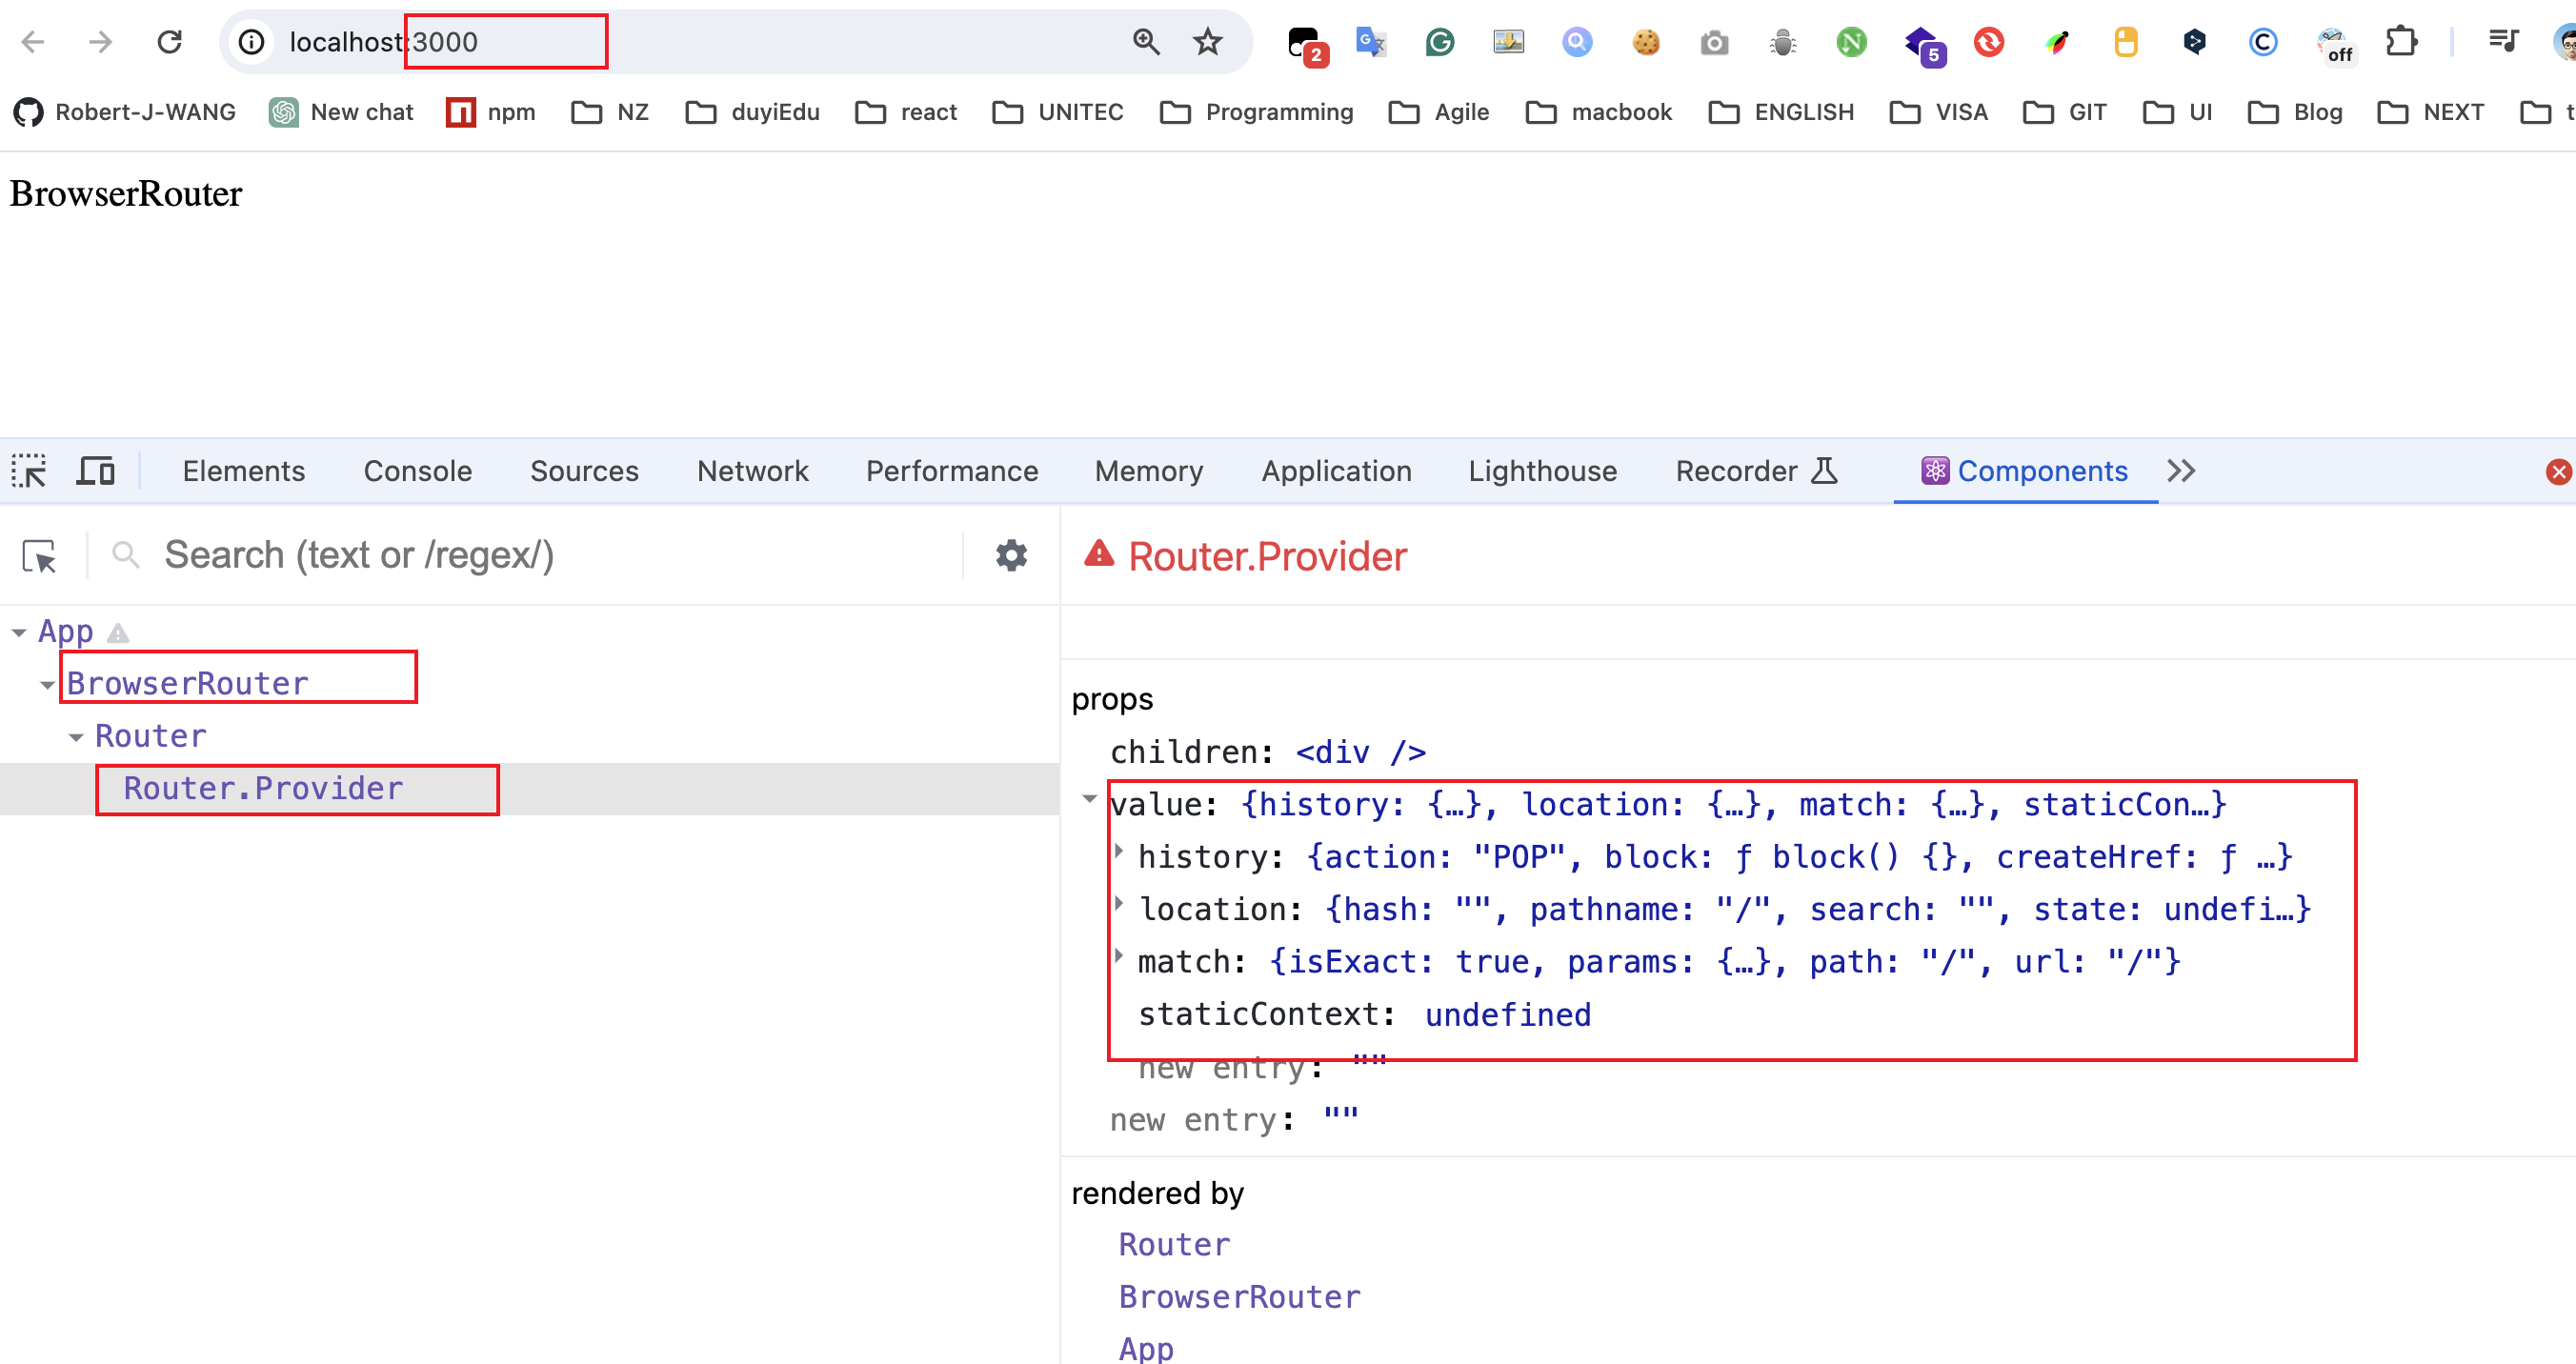 localhost:3000
2
5
off
Robert-J-WANG New chat npm NZ duyiEdu react UNITEC Programming Agile macbook ENGLISH VISA GIT UI Blog NEXT
BrowserRouter
Elements Console Sources Network Performance Memory Application Lighthouse Recorder Components
Search (text or /regex/)
Router.Provider
App
BrowserRouter
Router
Router.Provider
props
children: <div />
value: {history: {…}, location: {…}, match: {…}, staticCon…}
history: {action: "POP", block: ƒ block() {}, createHref: ƒ …}
location: {hash: "", pathname: "/", search: "", state: undefi…}
match: {isExact: true, params: {…}, path: "/", url: "/"}
staticContext: undefined
new entry: ""
new entry: ""
rendered by
Router
BrowserRouter
App